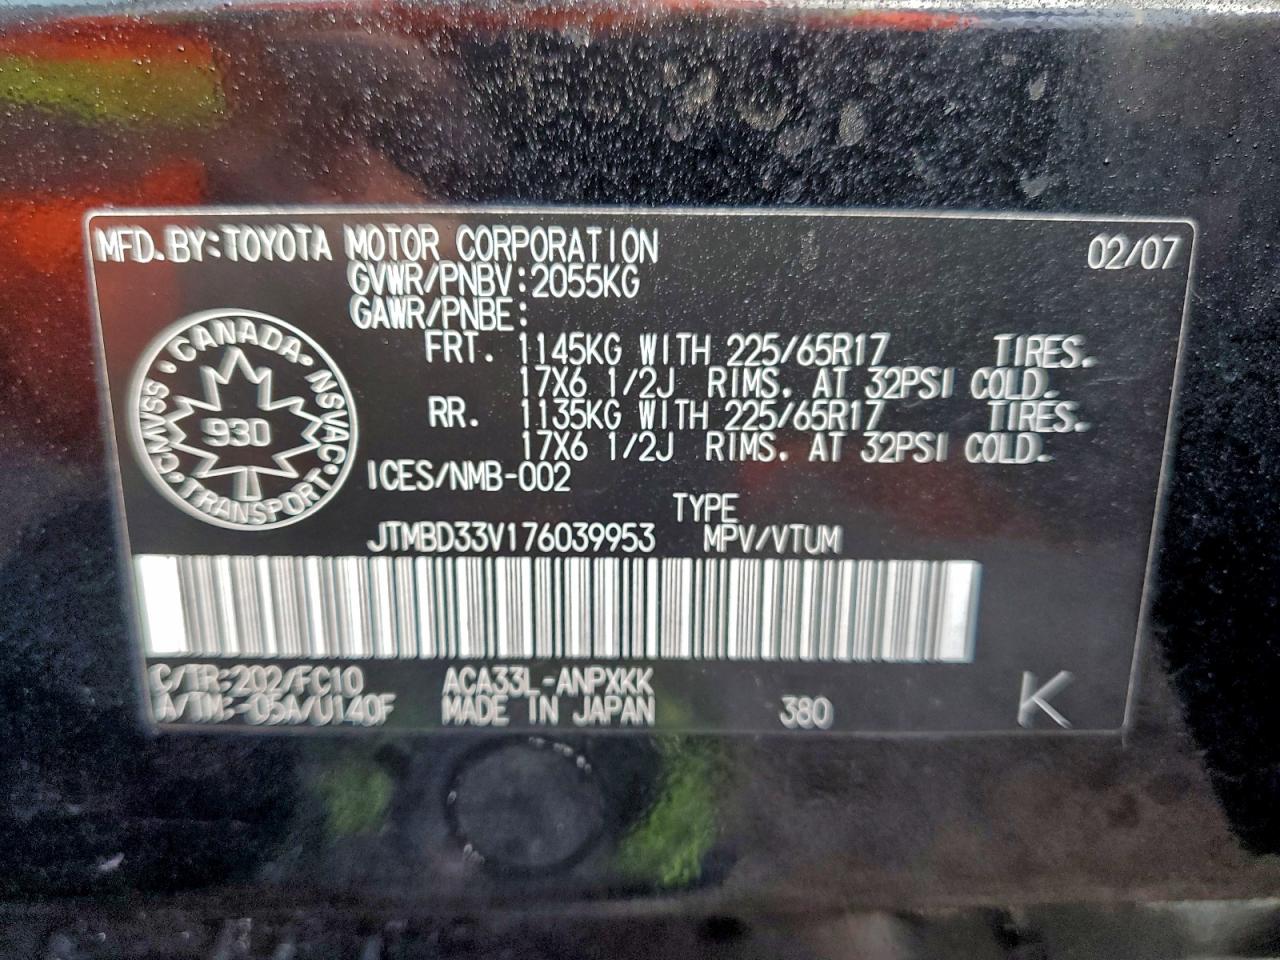 MFD.BY:TOYOTA MOTOR CORPORATION 02/07
GVWR/PNBV:2055KG
GAWR/PNBE:
FRT. 1145KG WITH 225/65R17 TIRES.
17X6 1/2J RIMS. AT 32PSI COLD.
RR. 1135KG WITH 225/65R17 TIRES.
17X6 1/2J RIMS. AT 32PSI COLD.
CANADA · NSVAC · TRANSPORT · CMVSS ·
930
ICES/NMB-002
TYPE
JTMBD33V176039953 MPV/VTUM
C/TR:202/FC10 ACA33L-ANPXKK
A/TM:-05A/U140F MADE IN JAPAN 380 K